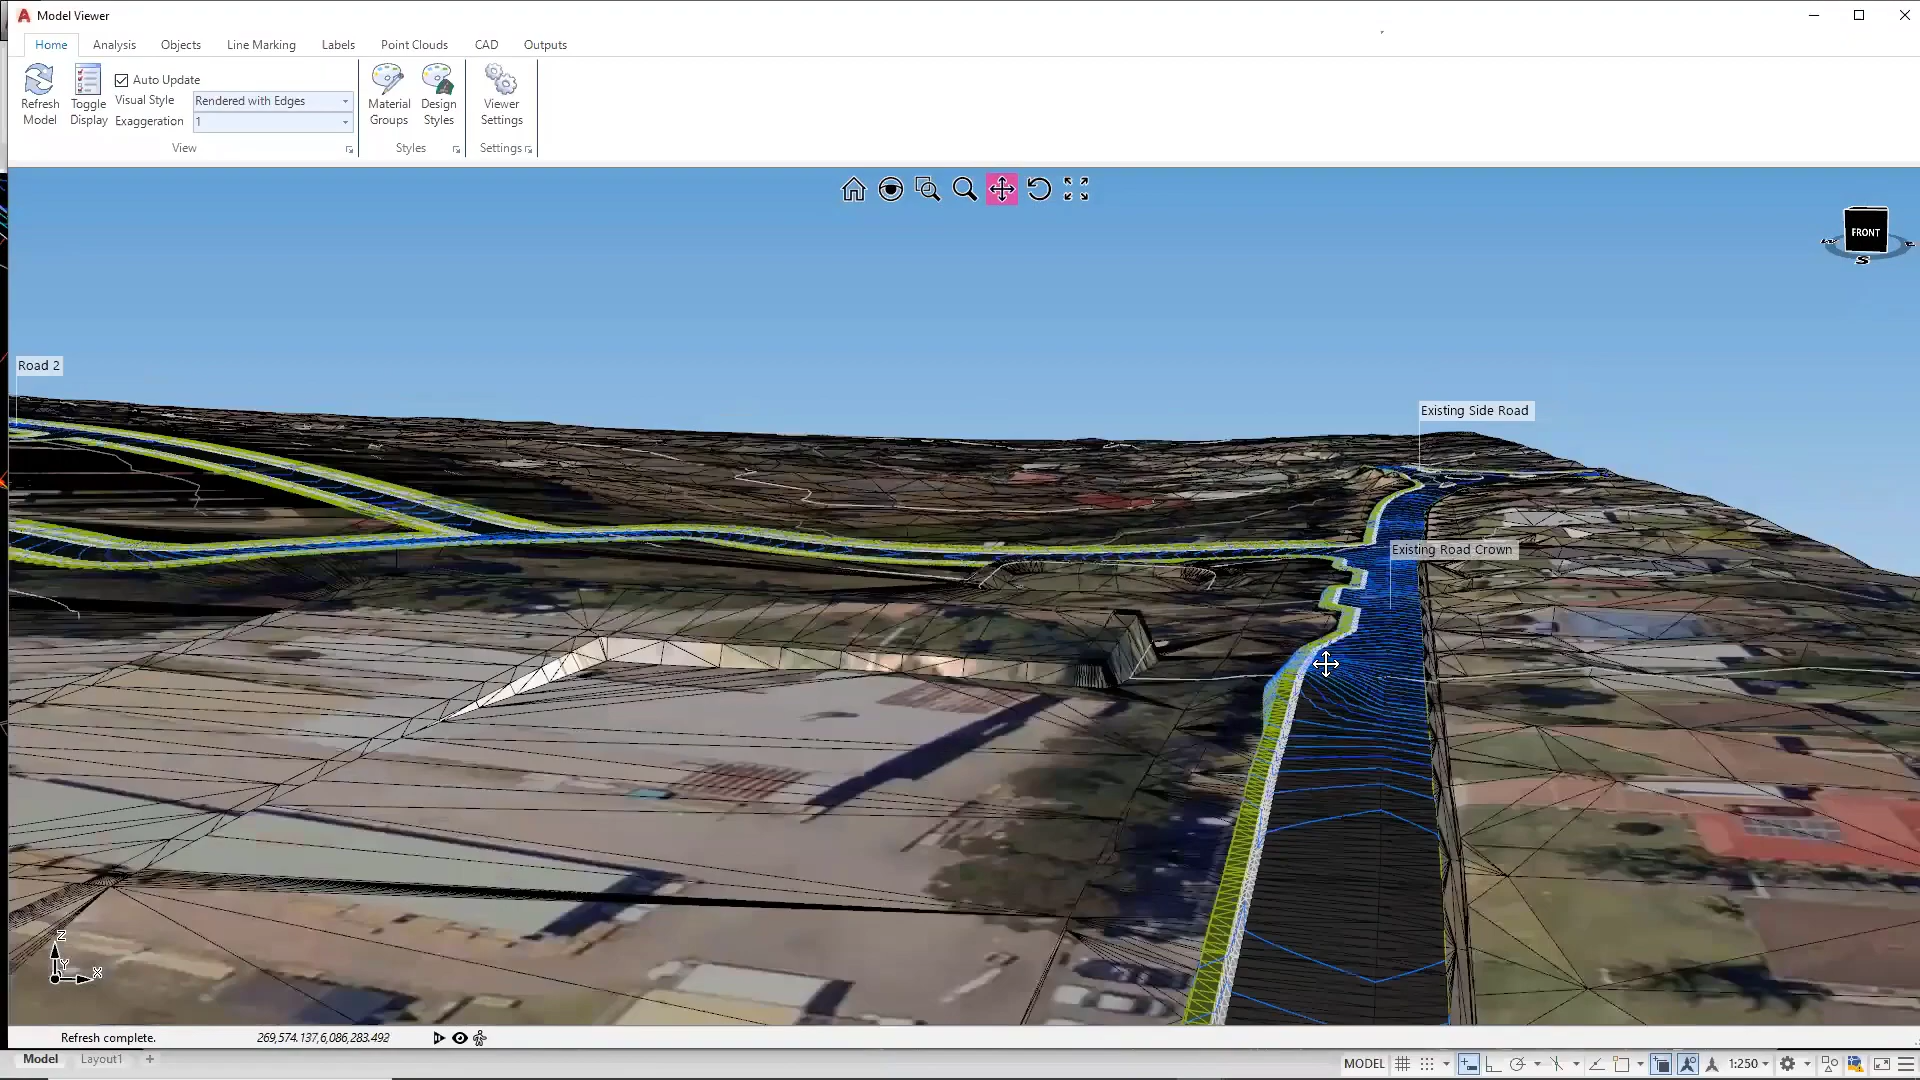 Model Viewer
Home Analysis Objects Line Marking Labels Point Clouds CAD Outputs
Refresh Model
Toggle Display
Auto Update
Visual Style Rendered with Edges
Exaggeration 1
Material Groups
Design Styles
Viewer Settings
View Styles Settings
FRONT
S
Road 2
Existing Side Road
Existing Road Crown
Z
Y
X
Refresh complete. 269,574.137,6,086,283.492
Model Layout1 +
MODEL 1:250